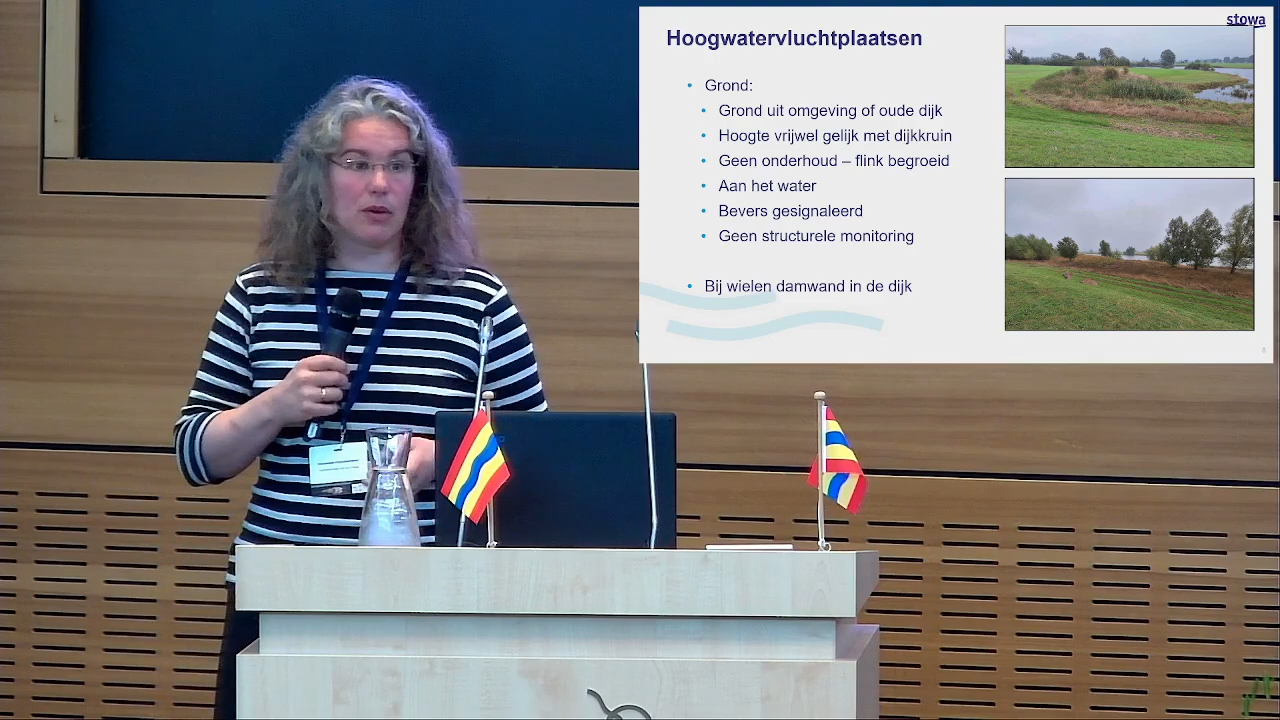 stowa
Hoogwatervluchtplaatsen
• Grond:
• Grond uit omgeving of oude dijk
• Hoogte vrijwel gelijk met dijkkruin
• Geen onderhoud – flink begroeid
• Aan het water
• Bevers gesignaleerd
• Geen structurele monitoring
• Bij wielen damwand in de dijk